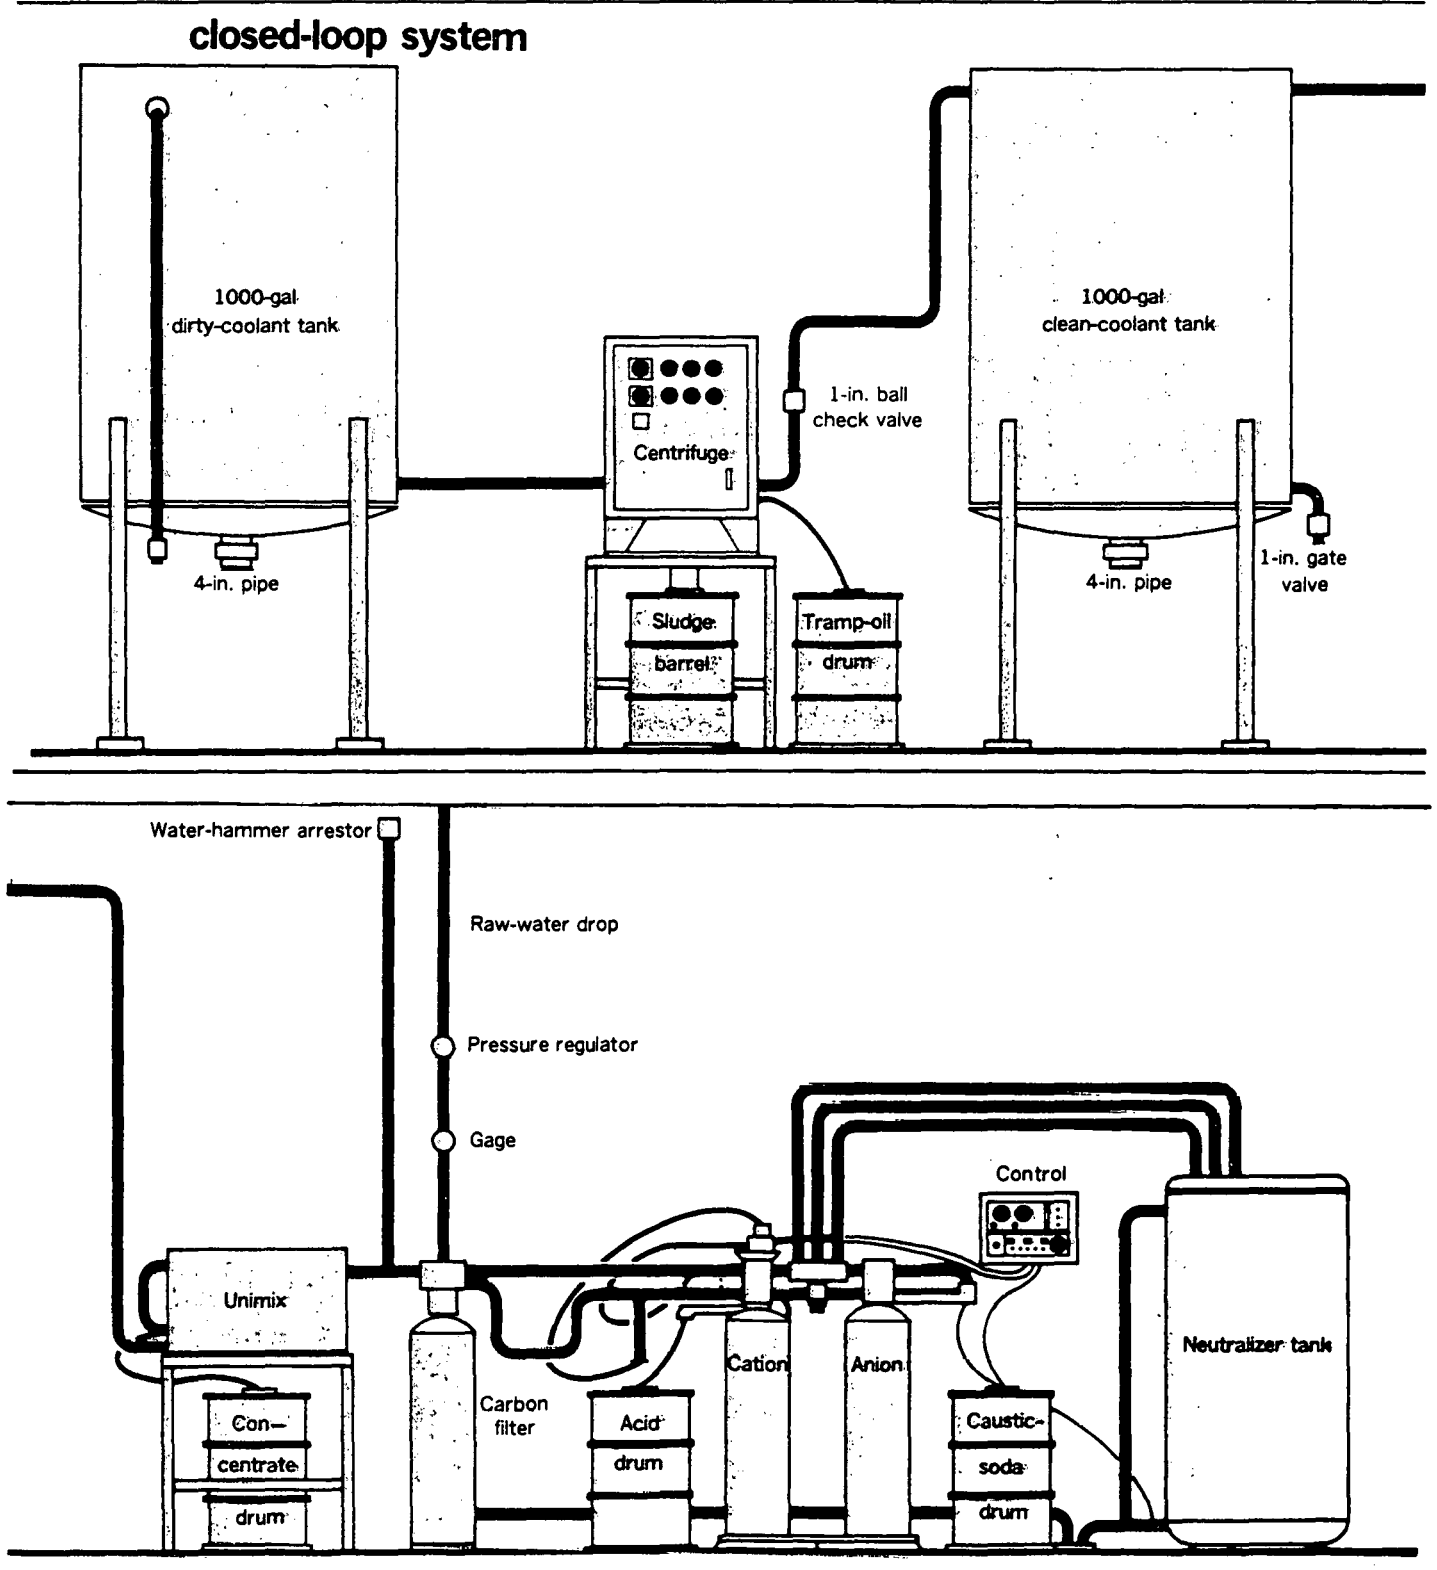 closed-loop system
1000-gal
dirty-coolant tank
4-in. pipe
Centrifuge
Sludge
barrel
Tramp-oil
drum
1-in. ball
check valve
1000-gal
clean-coolant tank
4-in. pipe
1-in. gate
valve
Water-hammer arrestor
Raw-water drop
Pressure regulator
Gage
Control
Unimix
Con-
centrate
drum
Carbon
filter
Acid
drum
Cation
Anion
Caustic-
soda
drum
Neutralizer tank